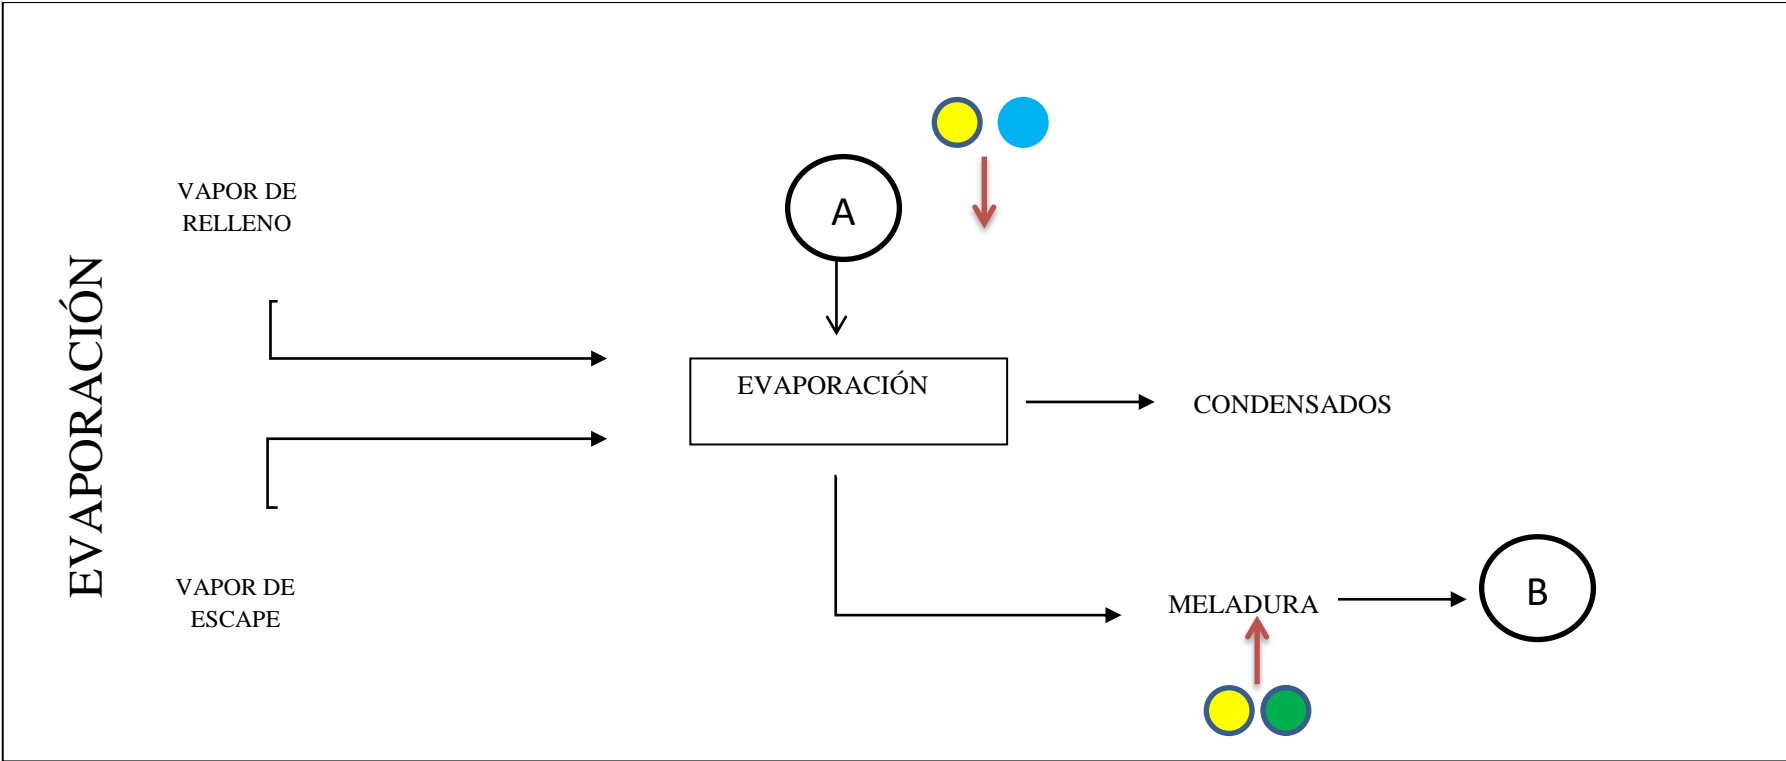 EVAPORACIÓN
VAPOR DE
RELLENO
A
EVAPORACIÓN
CONDENSADOS
VAPOR DE
ESCAPE
MELADURA
B